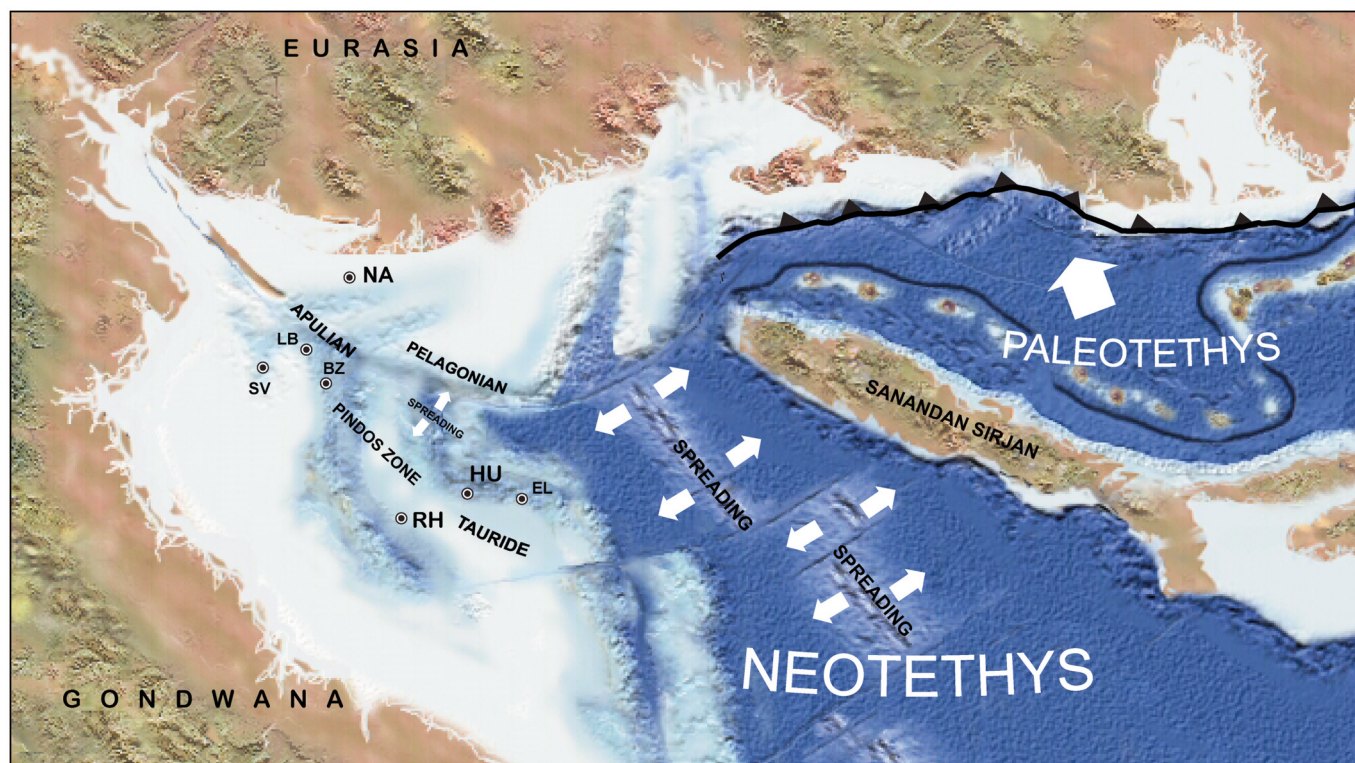 EURASIA
NA
APULIAN
LB
PELAGONIAN
SV
BZ
SPREADING
PINDOS ZONE
HU
EL
RH
TAURIDE
PALEOTETHYS
SANANDAN SIRJAN
SPREADING
SPREADING
NEOTETHYS
GONDWANA